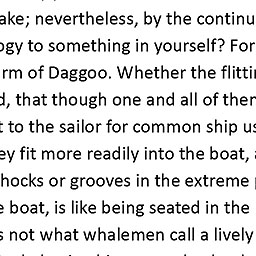 ake; nevertheless, by the continu
ogy to something in yourself? For
rm of Daggoo. Whether the flitti
d, that though one and all of ther
t to the sailor for common ship us
ey fit more readily into the boat,
hocks or grooves in the extreme
e boat, is like being seated in the
s not what whalemen call a lively